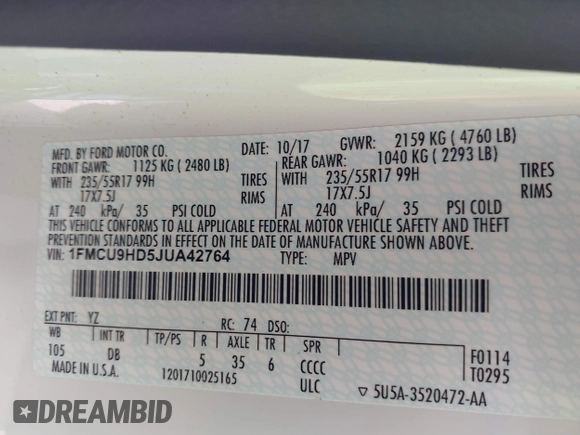 MFD. BY FORD MOTOR CO. DATE: 10/17 GVWR: 2159 KG ( 4760 LB)
FRONT GAWR: 1125 KG ( 2480 LB) REAR GAWR: 1040 KG ( 2293 LB)
WITH 235/55R17 99H TIRES WITH 235/55R17 99H TIRES
17X7.5J RIMS 17X7.5J RIMS
AT 240 kPa/ 35 PSI COLD AT 240 kPa/ 35 PSI COLD
THIS VEHICLE CONFORMS TO ALL APPLICABLE FEDERAL MOTOR VEHICLE SAFETY AND THEFT
PREVENTION STANDARDS IN EFFECT ON THE DATE OF MANUFACTURE SHOWN ABOVE.
VIN: 1FMCU9HD5JUA42764 TYPE: MPV
EXT PNT: YZ RC: 74 DSO:
WB INT TR TP/PS R AXLE TR SPR
105 DB 5 35 6 CCCC
F0114
T0295
MADE IN U.S.A. 1201710025165 ULC ▽ 5U5A-3520472-AA
DREAMBID
CAR AUCTION BIDDING